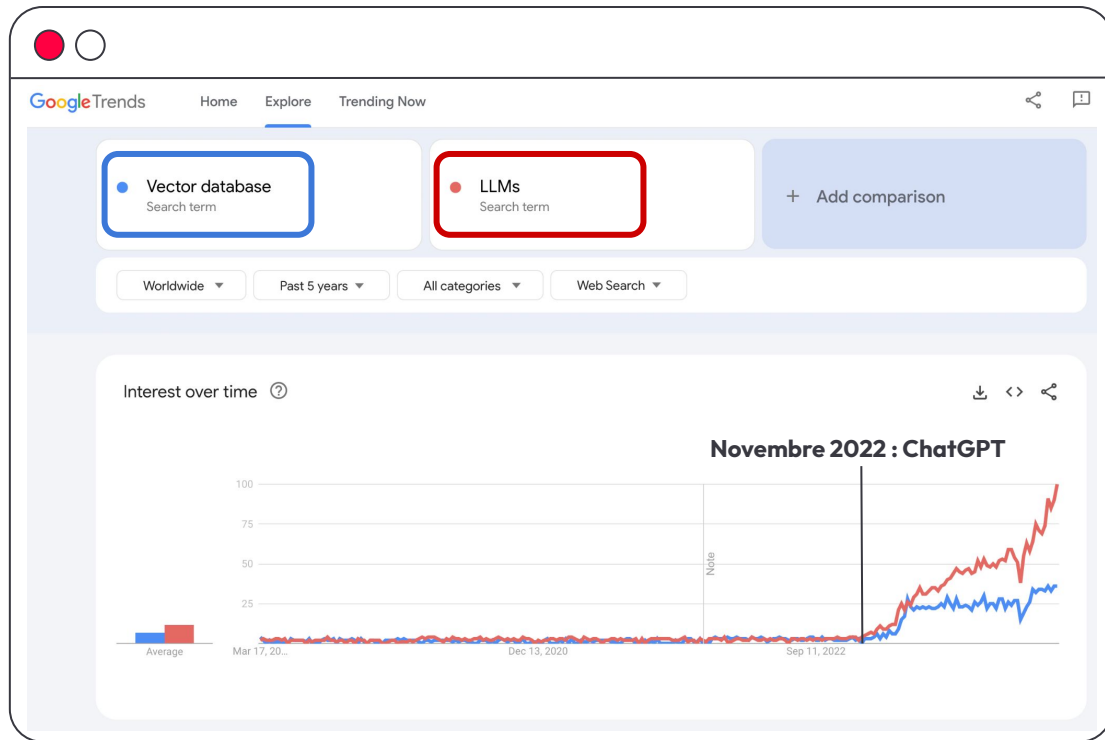 Google Trends Home Explore Trending Now
Vector database
Search term
LLMs
Search term
+ Add comparison
Worldwide
Past 5 years
All categories
Web Search
Interest over time
Novembre 2022 : ChatGPT
100
75
50
25
Note
Average
Mar 17, 20...
Dec 13, 2020
Sep 11, 2022